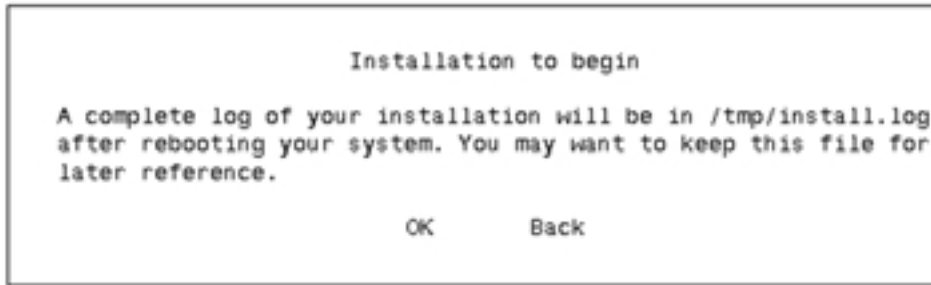 Installation to begin
A complete log of your installation will be in /tmp/install.log
after rebooting your system. You may want to keep this file for
later reference.
OK Back